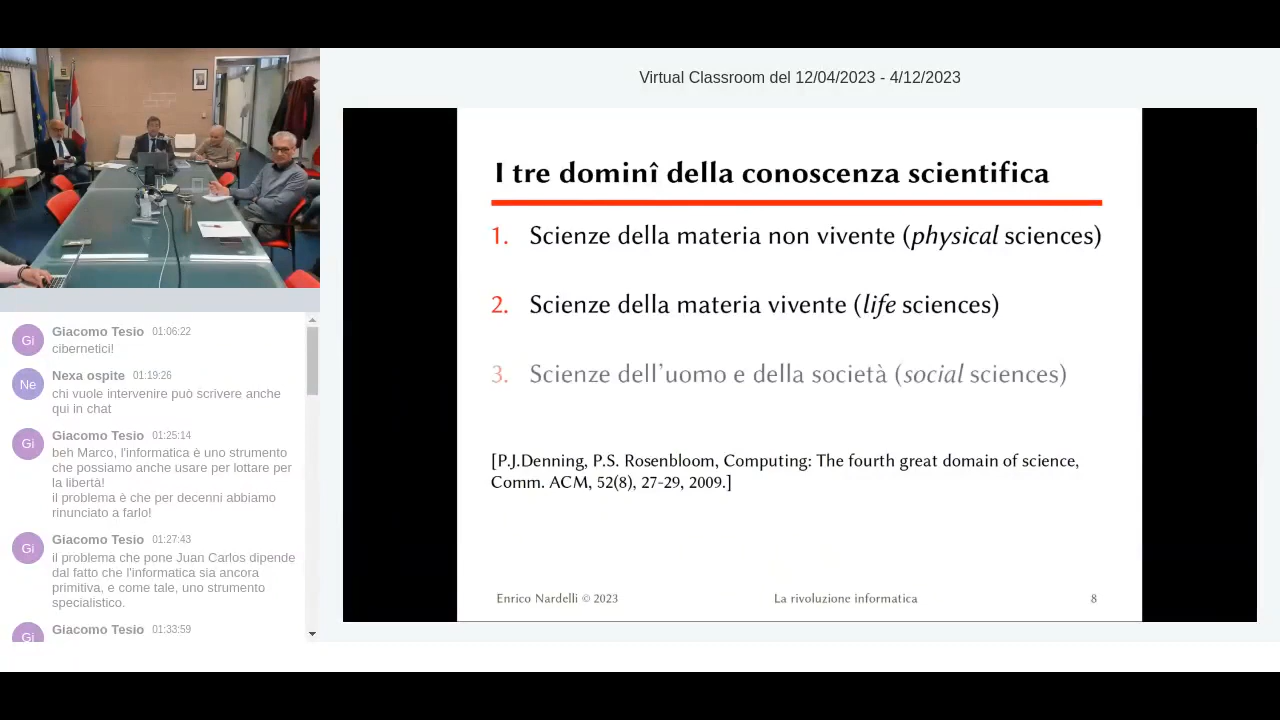 Virtual Classroom del 12/04/2023 - 4/12/2023
I tre dominî della conoscenza scientifica
1. Scienze della materia non vivente (physical sciences)
2. Scienze della materia vivente (life sciences)
3. Scienze dell'uomo e della società (social sciences)
[P.J.Denning, P.S. Rosenbloom, Computing: The fourth great domain of science,
Comm. ACM, 52(8), 27-29, 2009.]
Enrico Nardelli © 2023 La rivoluzione informatica 8
Gi Giacomo Tesio 01:06:22
cibernetici!
Ne Nexa ospite 01:19:26
chi vuole intervenire può scrivere anche
qui in chat
Gi Giacomo Tesio 01:25:14
beh Marco, l'informatica è uno strumento
che possiamo anche usare per lottare per
la libertá!
il problema è che per decenni abbiamo
rinunciato a farlo!
Gi Giacomo Tesio 01:27:43
il problema che pone Juan Carlos dipende
dal fatto che l'informatica sia ancora
primitiva, e come tale, uno strumento
specialistico.
Gi Giacomo Tesio 01:33:59